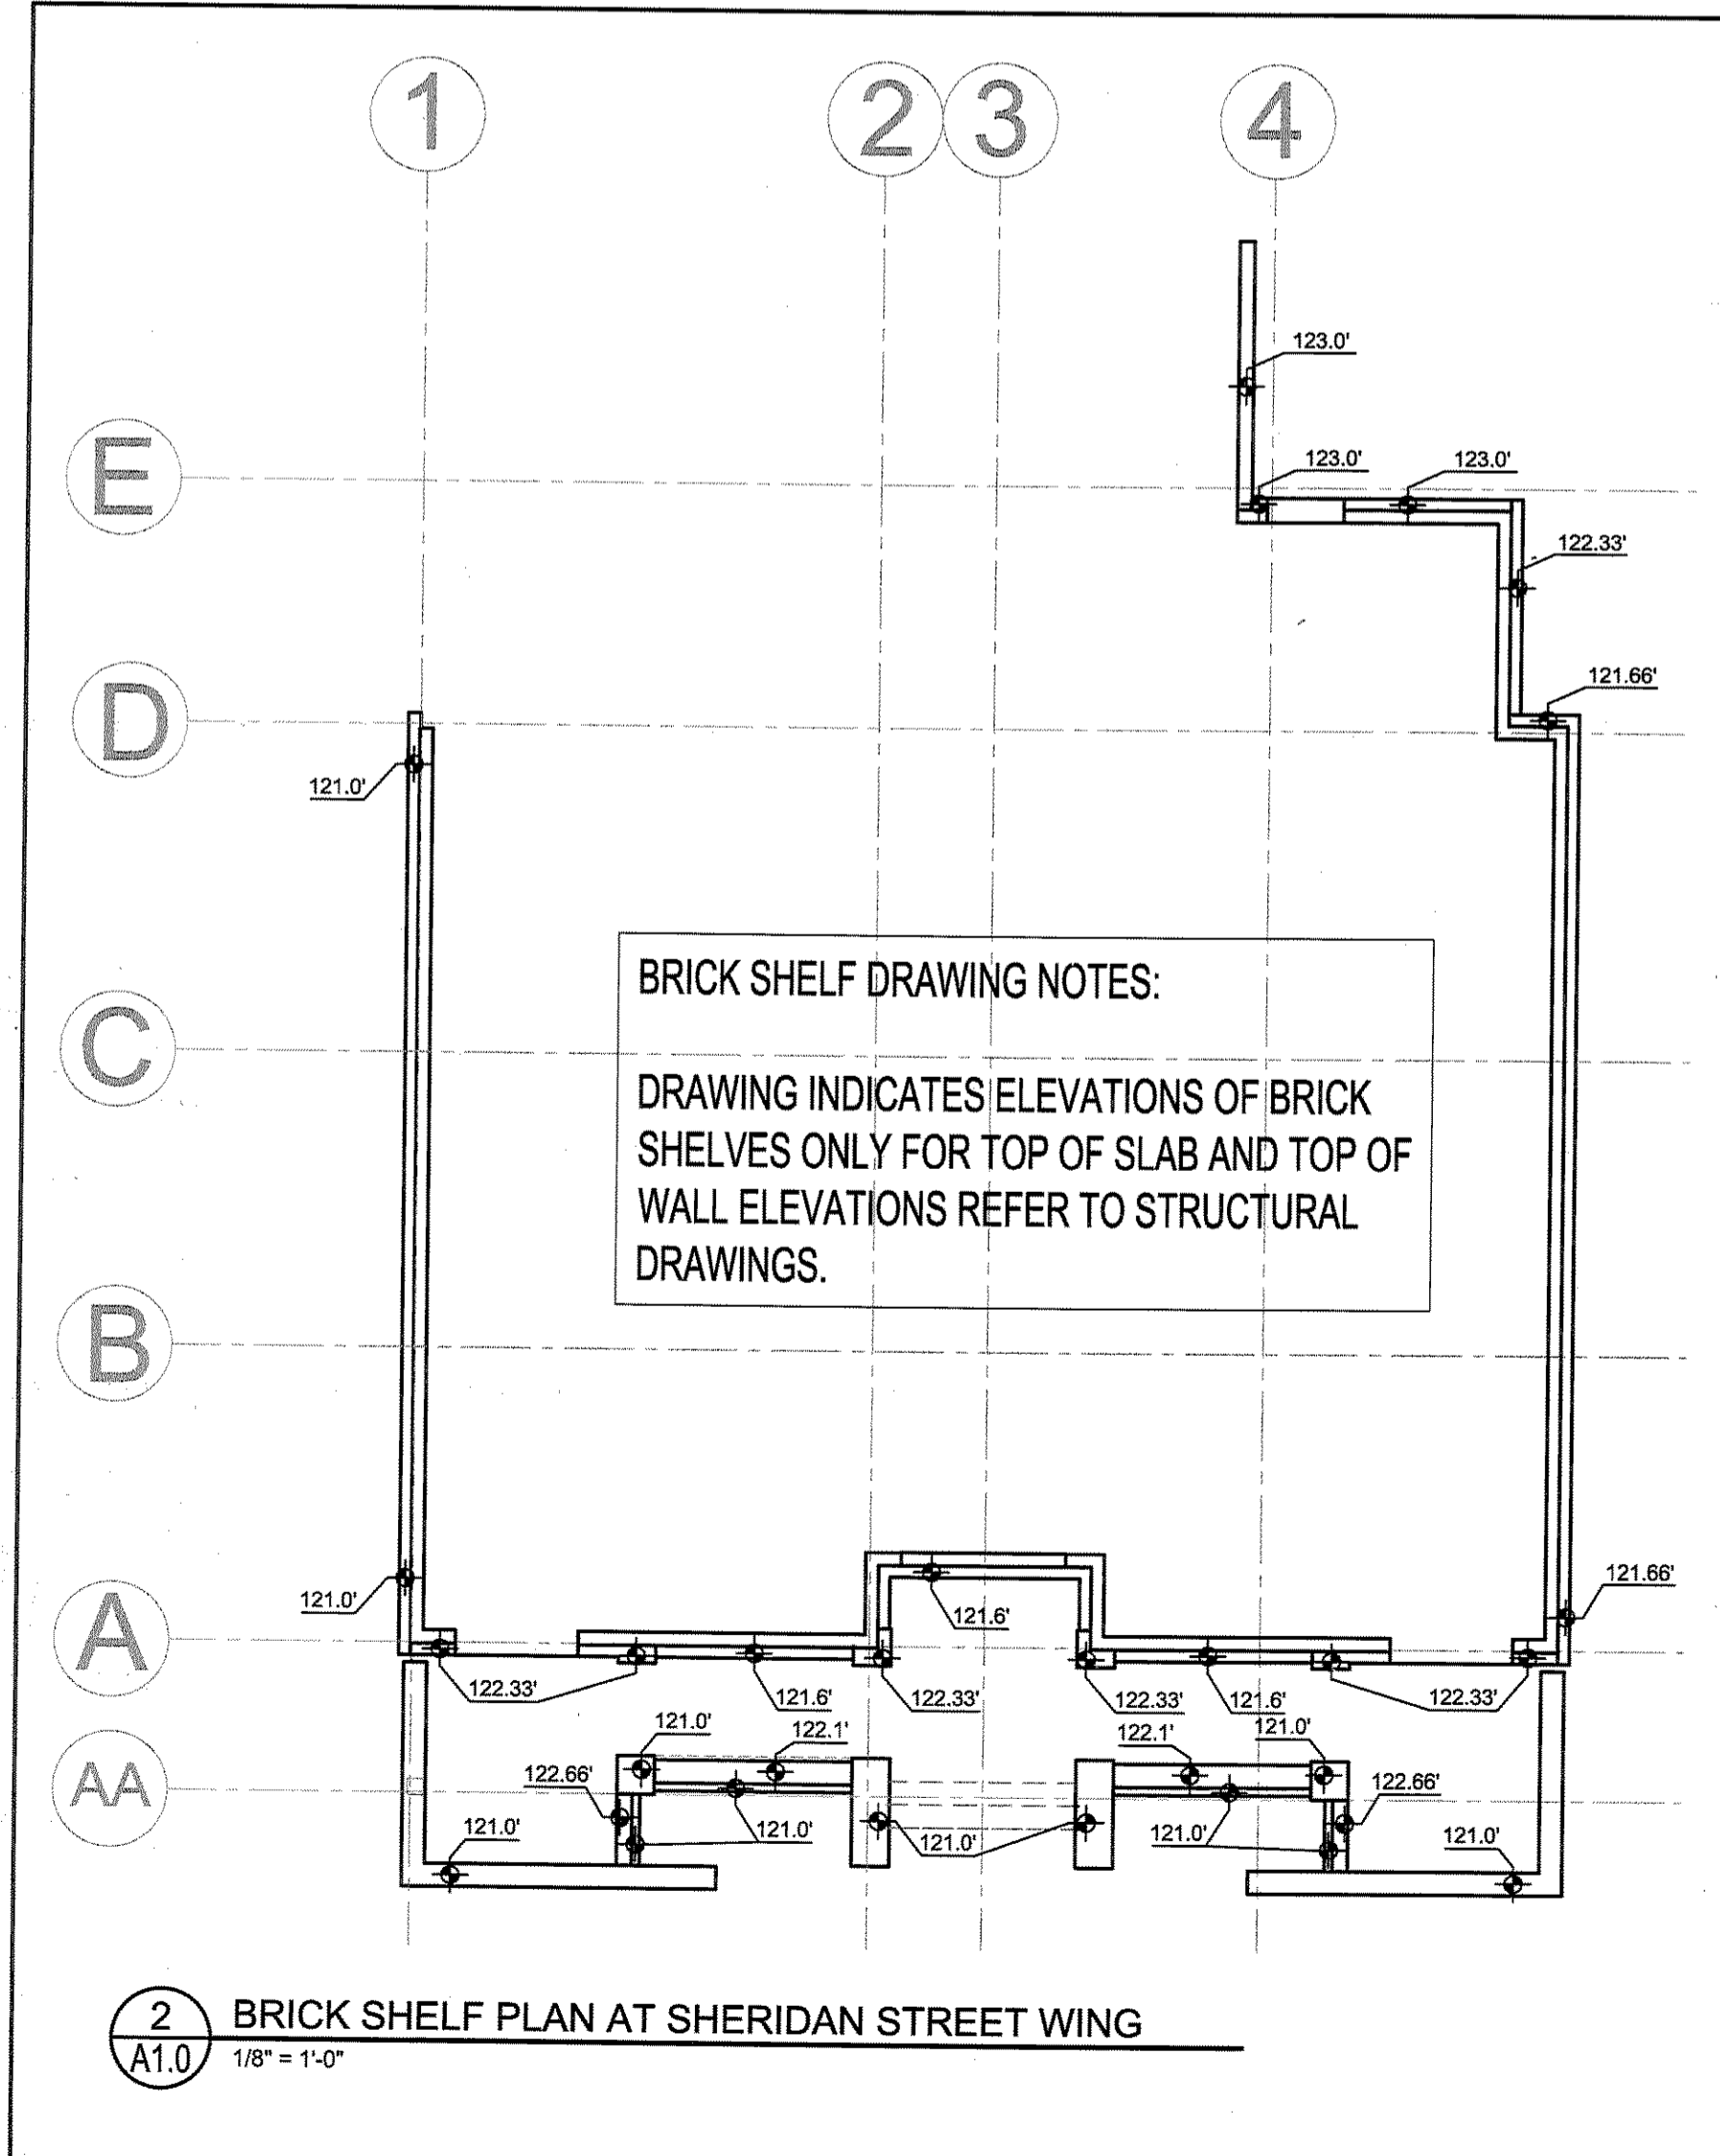 1
2
3
4
123.0'
E
123.0'
123.0'
122.33'
D
121.66'
121.0'
BRICK SHELF DRAWING NOTES:
C
DRAWING INDICATES ELEVATIONS OF BRICK
SHELVES ONLY FOR TOP OF SLAB AND TOP OF
WALL ELEVATIONS REFER TO STRUCTURAL
DRAWINGS.
B
121.0'
121.66'
121.6'
A
122.33'
121.6'
122.33'
122.33'
121.6'
122.33'
121.0'
122.1'
122.1'
121.0'
AA
122.66'
122.66'
121.0'
121.0'
121.0'
121.0'
121.0'
2
A1.0
BRICK SHELF PLAN AT SHERIDAN STREET WING
1/8" = 1'-0"